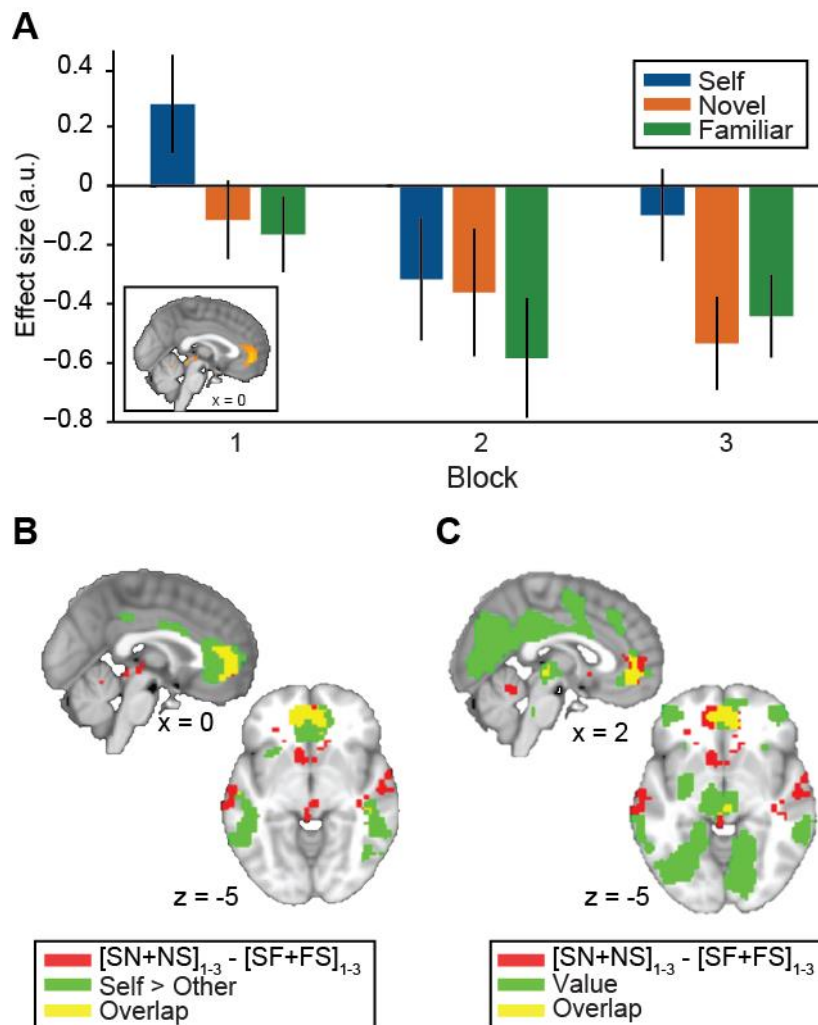 A
0.4
0.2
0
−0.2
−0.4
−0.6
−0.8
Effect size (a.u.)
Self
Novel
Familiar
x = 0
1 2 3
Block
B
C
x = 0
x = 2
z = -5
z = -5
[SN+NS]1-3 - [SF+FS]1-3
Self > Other
Overlap
[SN+NS]1-3 - [SF+FS]1-3
Value
Overlap